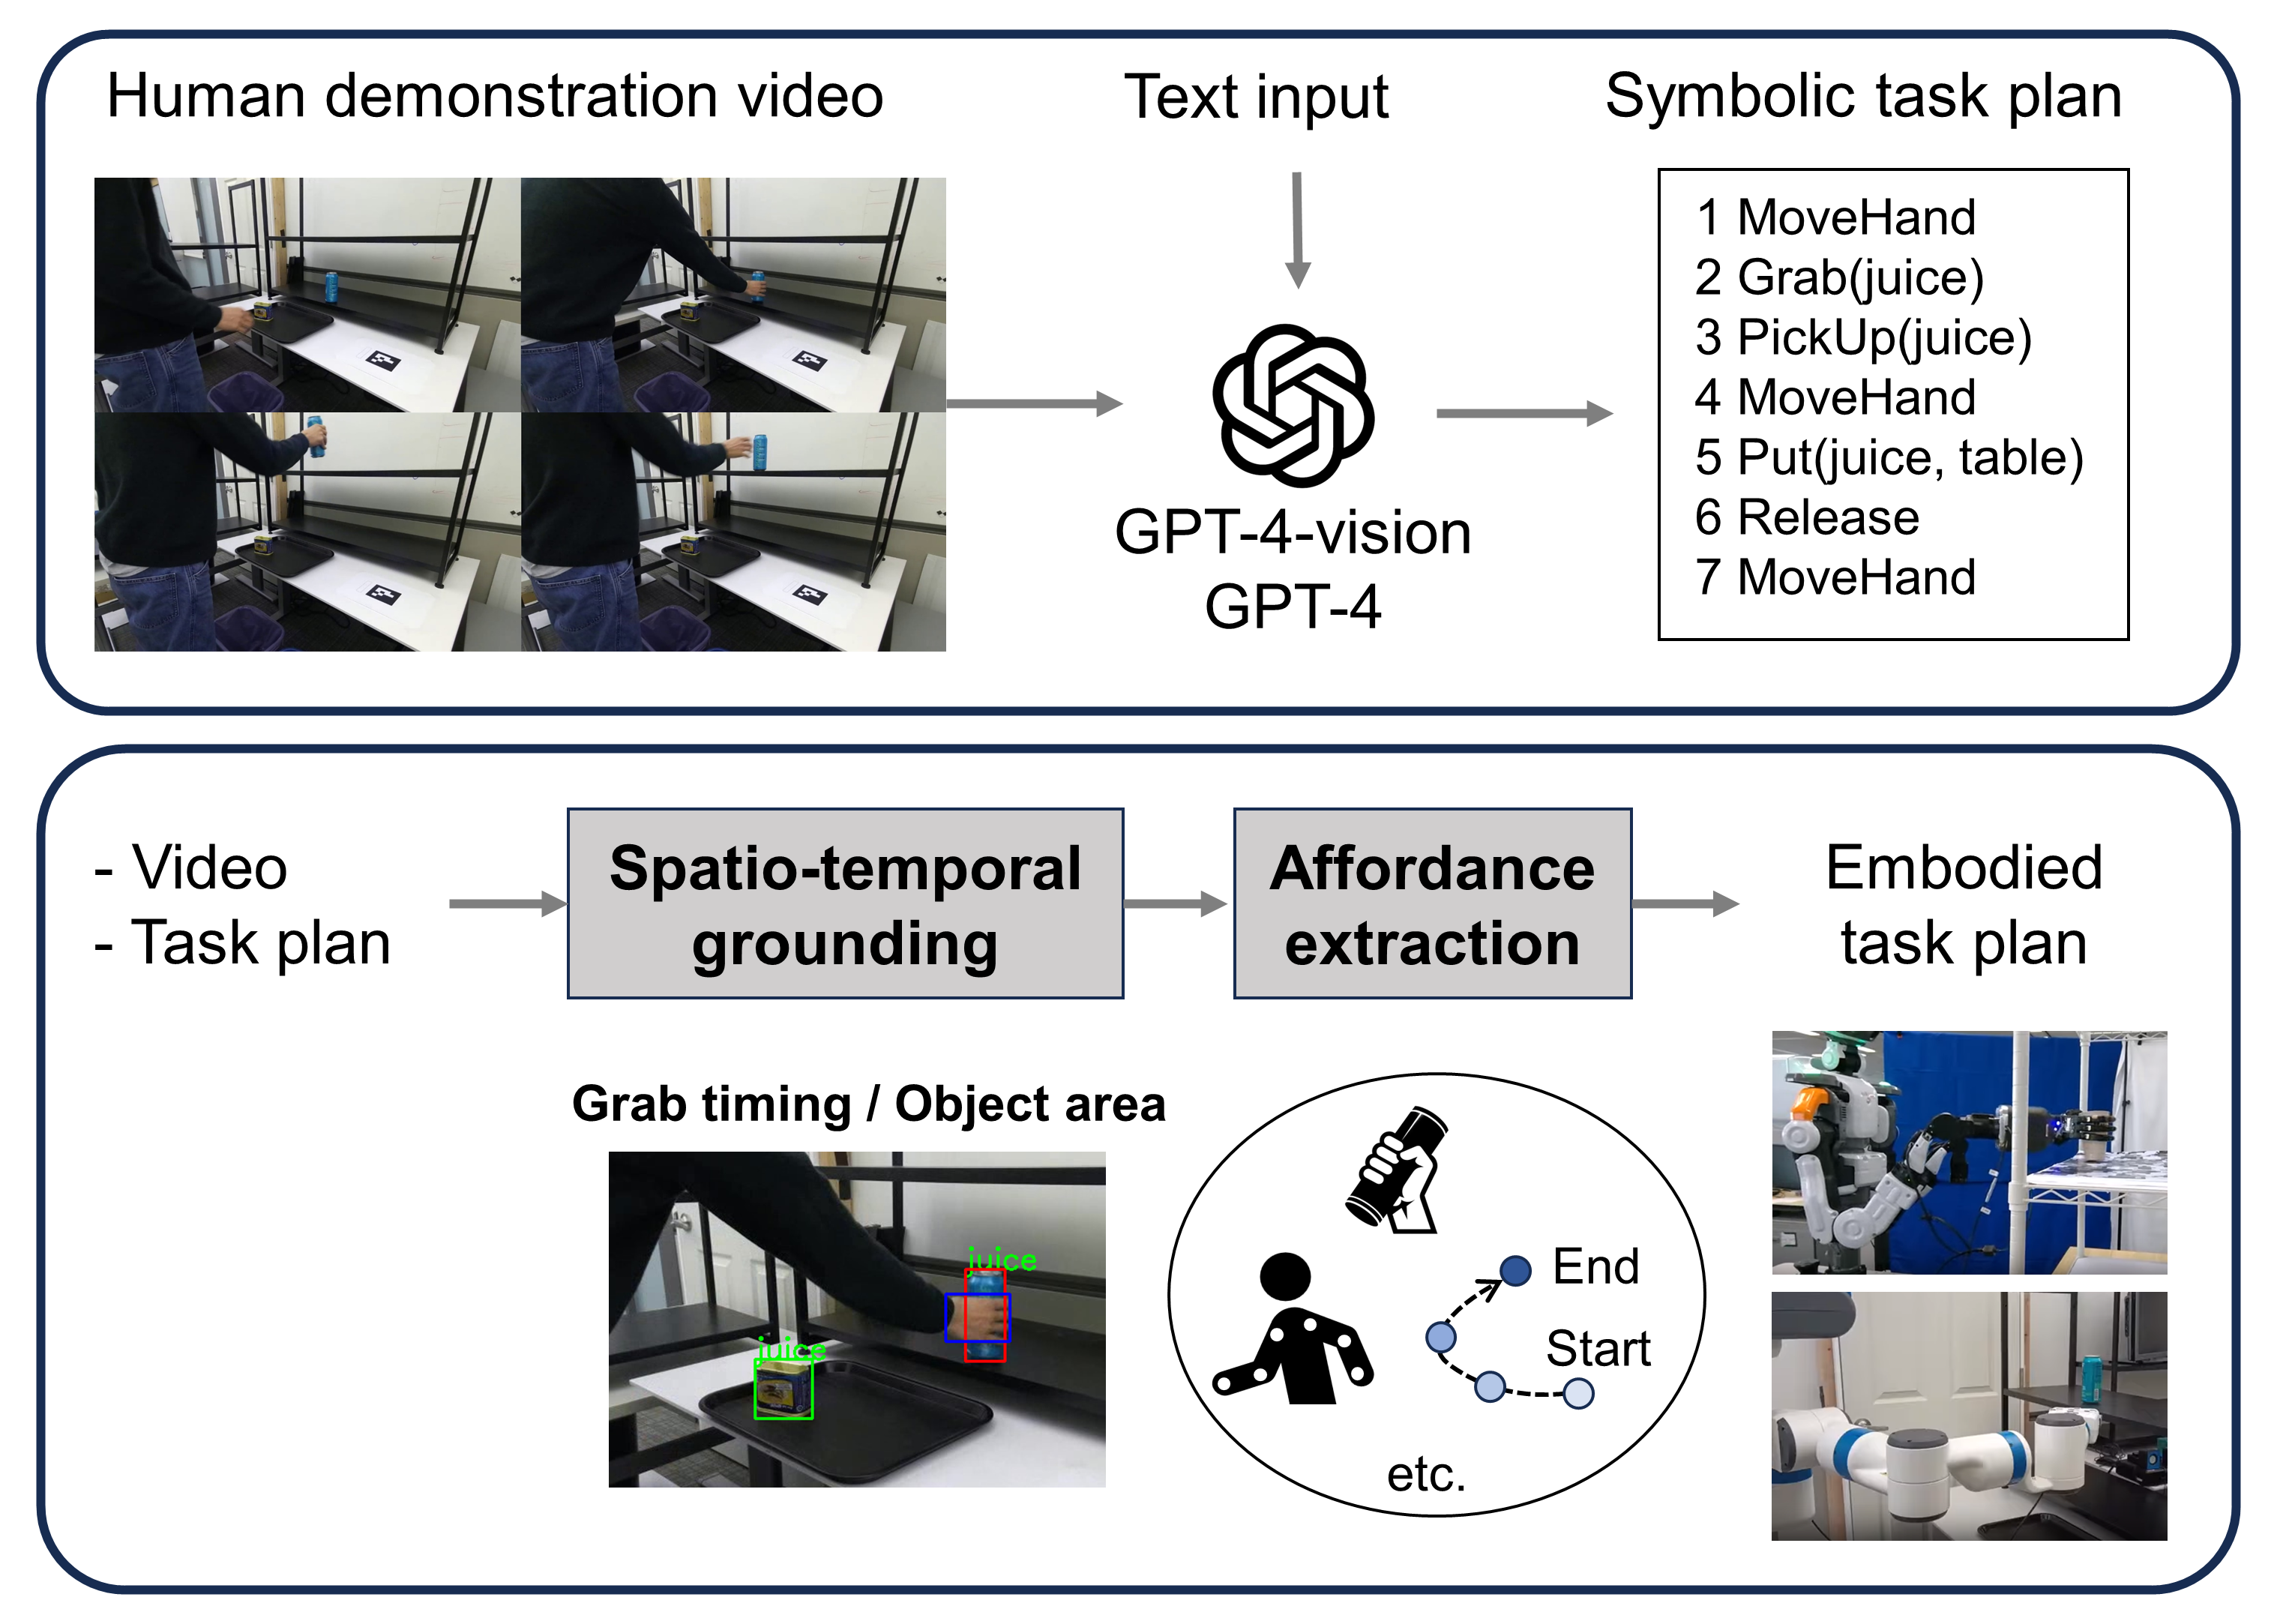 Human demonstration video
Text input
Symbolic task plan
1 MoveHand
2 Grab(juice)
3 PickUp(juice)
4 MoveHand
5 Put(juice, table)
6 Release
7 MoveHand
GPT-4-vision
GPT-4
- Video
- Task plan
Spatio-temporal
grounding
Affordance
extraction
Embodied
task plan
Grab timing / Object area
juice
juice
End
Start
etc.